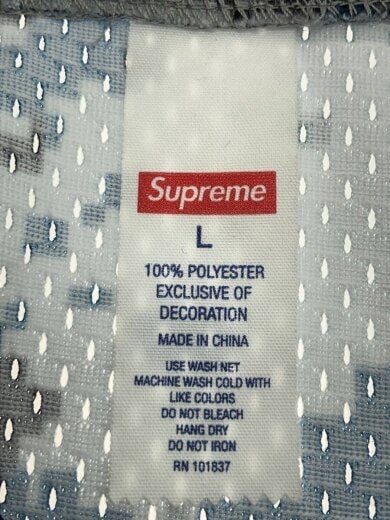 Supreme
L
100% POLYESTER
EXCLUSIVE OF
DECORATION
MADE IN CHINA
USE WASH NET
MACHINE WASH COLD WITH
LIKE COLORS
DO NOT BLEACH
HANG DRY
DO NOT IRON
RN 101837